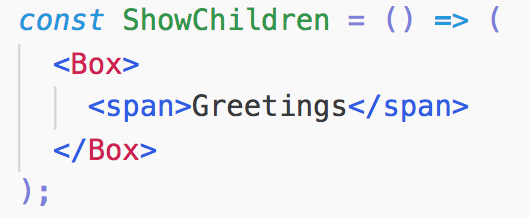 const ShowChildren = () => (
  <Box>
    <span>Greetings</span>
  </Box>
);